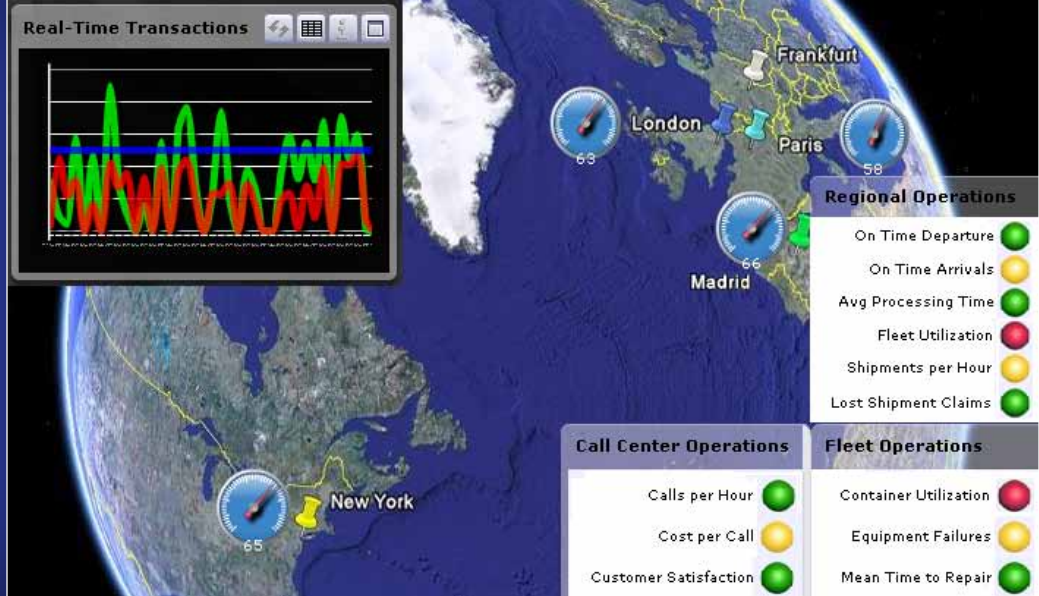 Real-Time Transactions
Frankfurt
London
Paris
63
58
Regional Operations
On Time Departure
On Time Arrivals
Avg Processing Time
Fleet Utilization
Shipments per Hour
Lost Shipment Claims
66
Madrid
Call Center Operations
Calls per Hour
Cost per Call
Customer Satisfaction
Fleet Operations
Container Utilization
Equipment Failures
Mean Time to Repair
New York
65